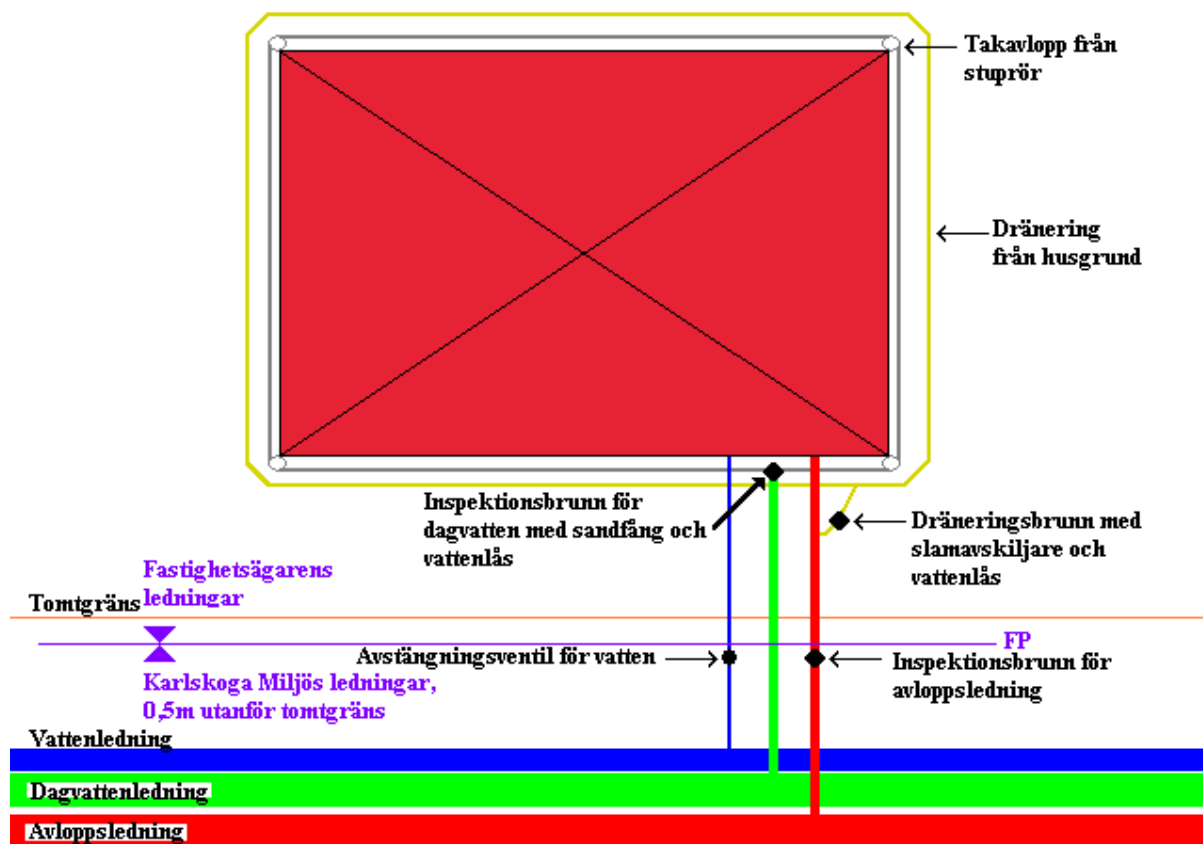 Takavlopp från
stuprör
Dränering
från husgrund
Inspektionsbrunn för
dagvatten med sandfång och
vattenlås
Dräneringsbrunn med
slamavskiljare och
vattenlås
Fastighetsägarens
ledningar
Tomtgräns
FP
Avstängningsventil för vatten
Inspektionsbrunn för
avloppsledning
Karlskoga Miljös ledningar,
0,5m utanför tomtgräns
Vattenledning
Dagvattenledning
Avloppsledning